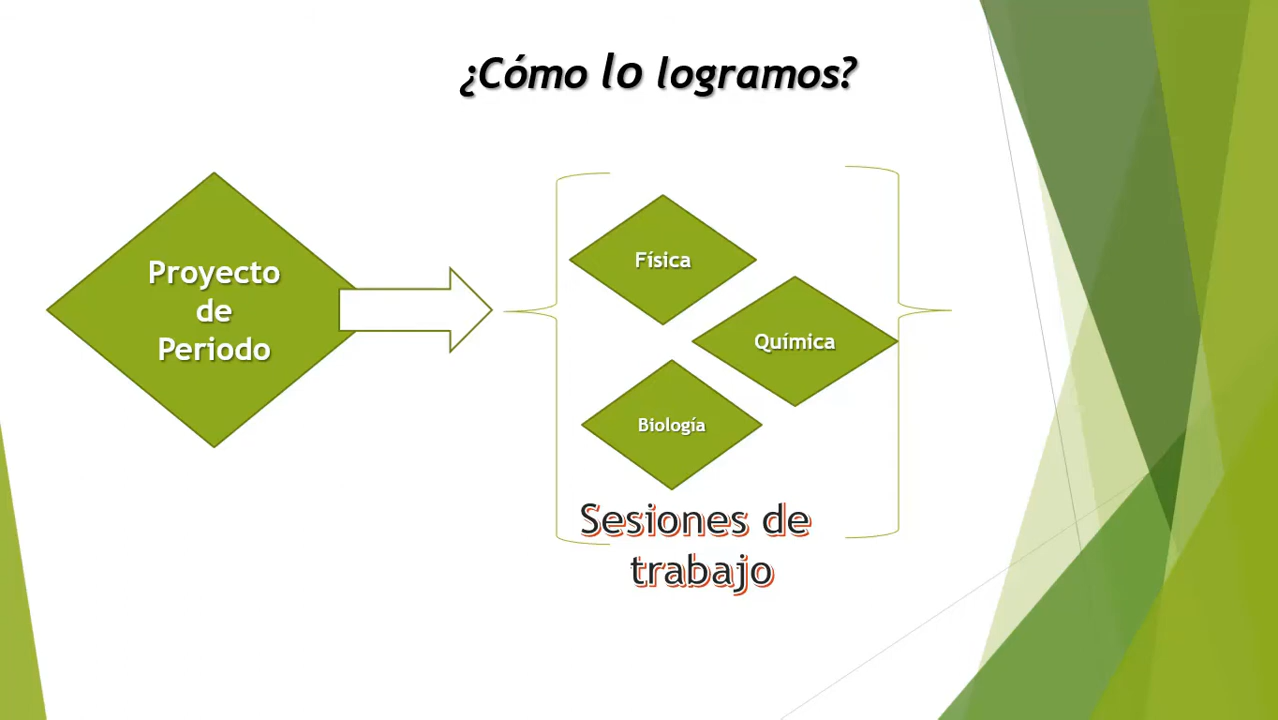 ¿Cómo lo logramos?
Proyecto
de
Periodo
Física
Química
Biología
Sesiones de
trabajo